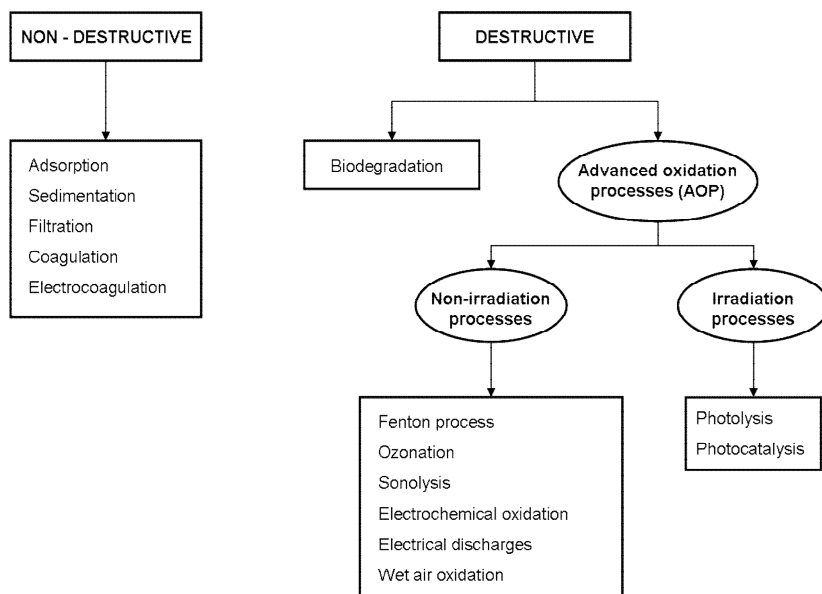 NON - DESTRUCTIVE
Adsorption
Sedimentation
Filtration
Coagulation
Electrocoagulation
DESTRUCTIVE
Biodegradation
Advanced oxidation
processes (AOP)
Non-irradiation
processes
Irradiation
processes
Fenton process
Ozonation
Sonolysis
Electrochemical oxidation
Electrical discharges
Wet air oxidation
Photolysis
Photocatalysis